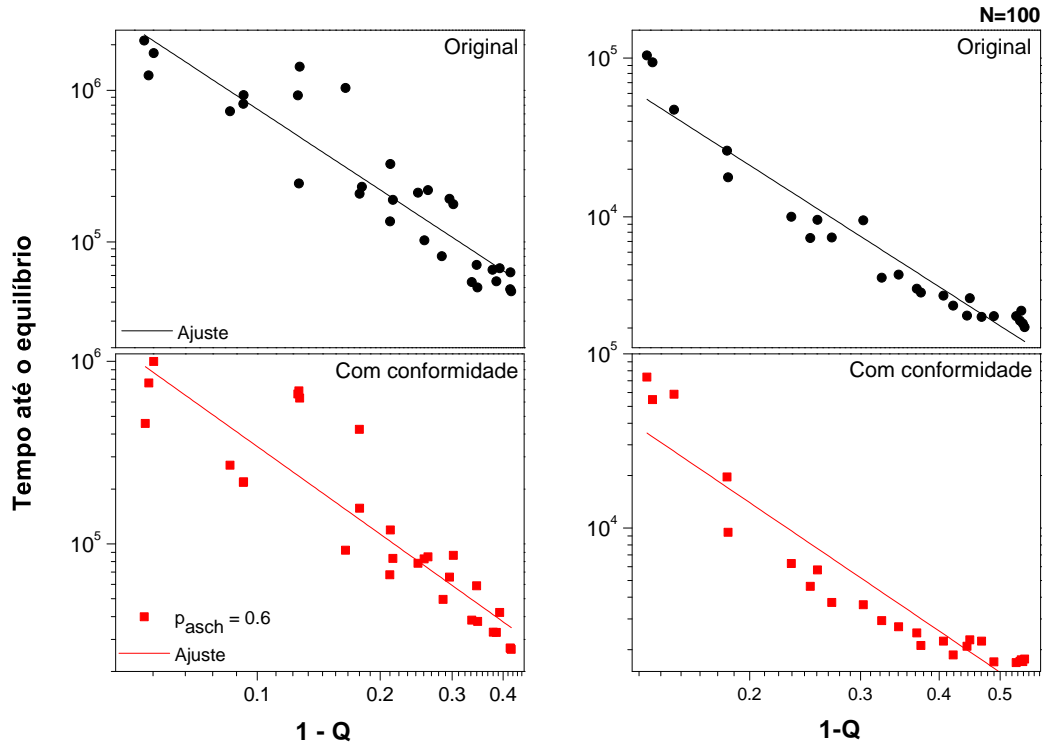 N=100
Original
Original
10^6
10^5
10^5
10^4
Ajuste
Tempo até o equilíbrio
Com conformidade
Com conformidade
10^6
10^5
10^5
10^4
p_asch = 0.6
Ajuste
0.1 0.2 0.3 0.4
0.2 0.3 0.4 0.5
1 - Q
1-Q